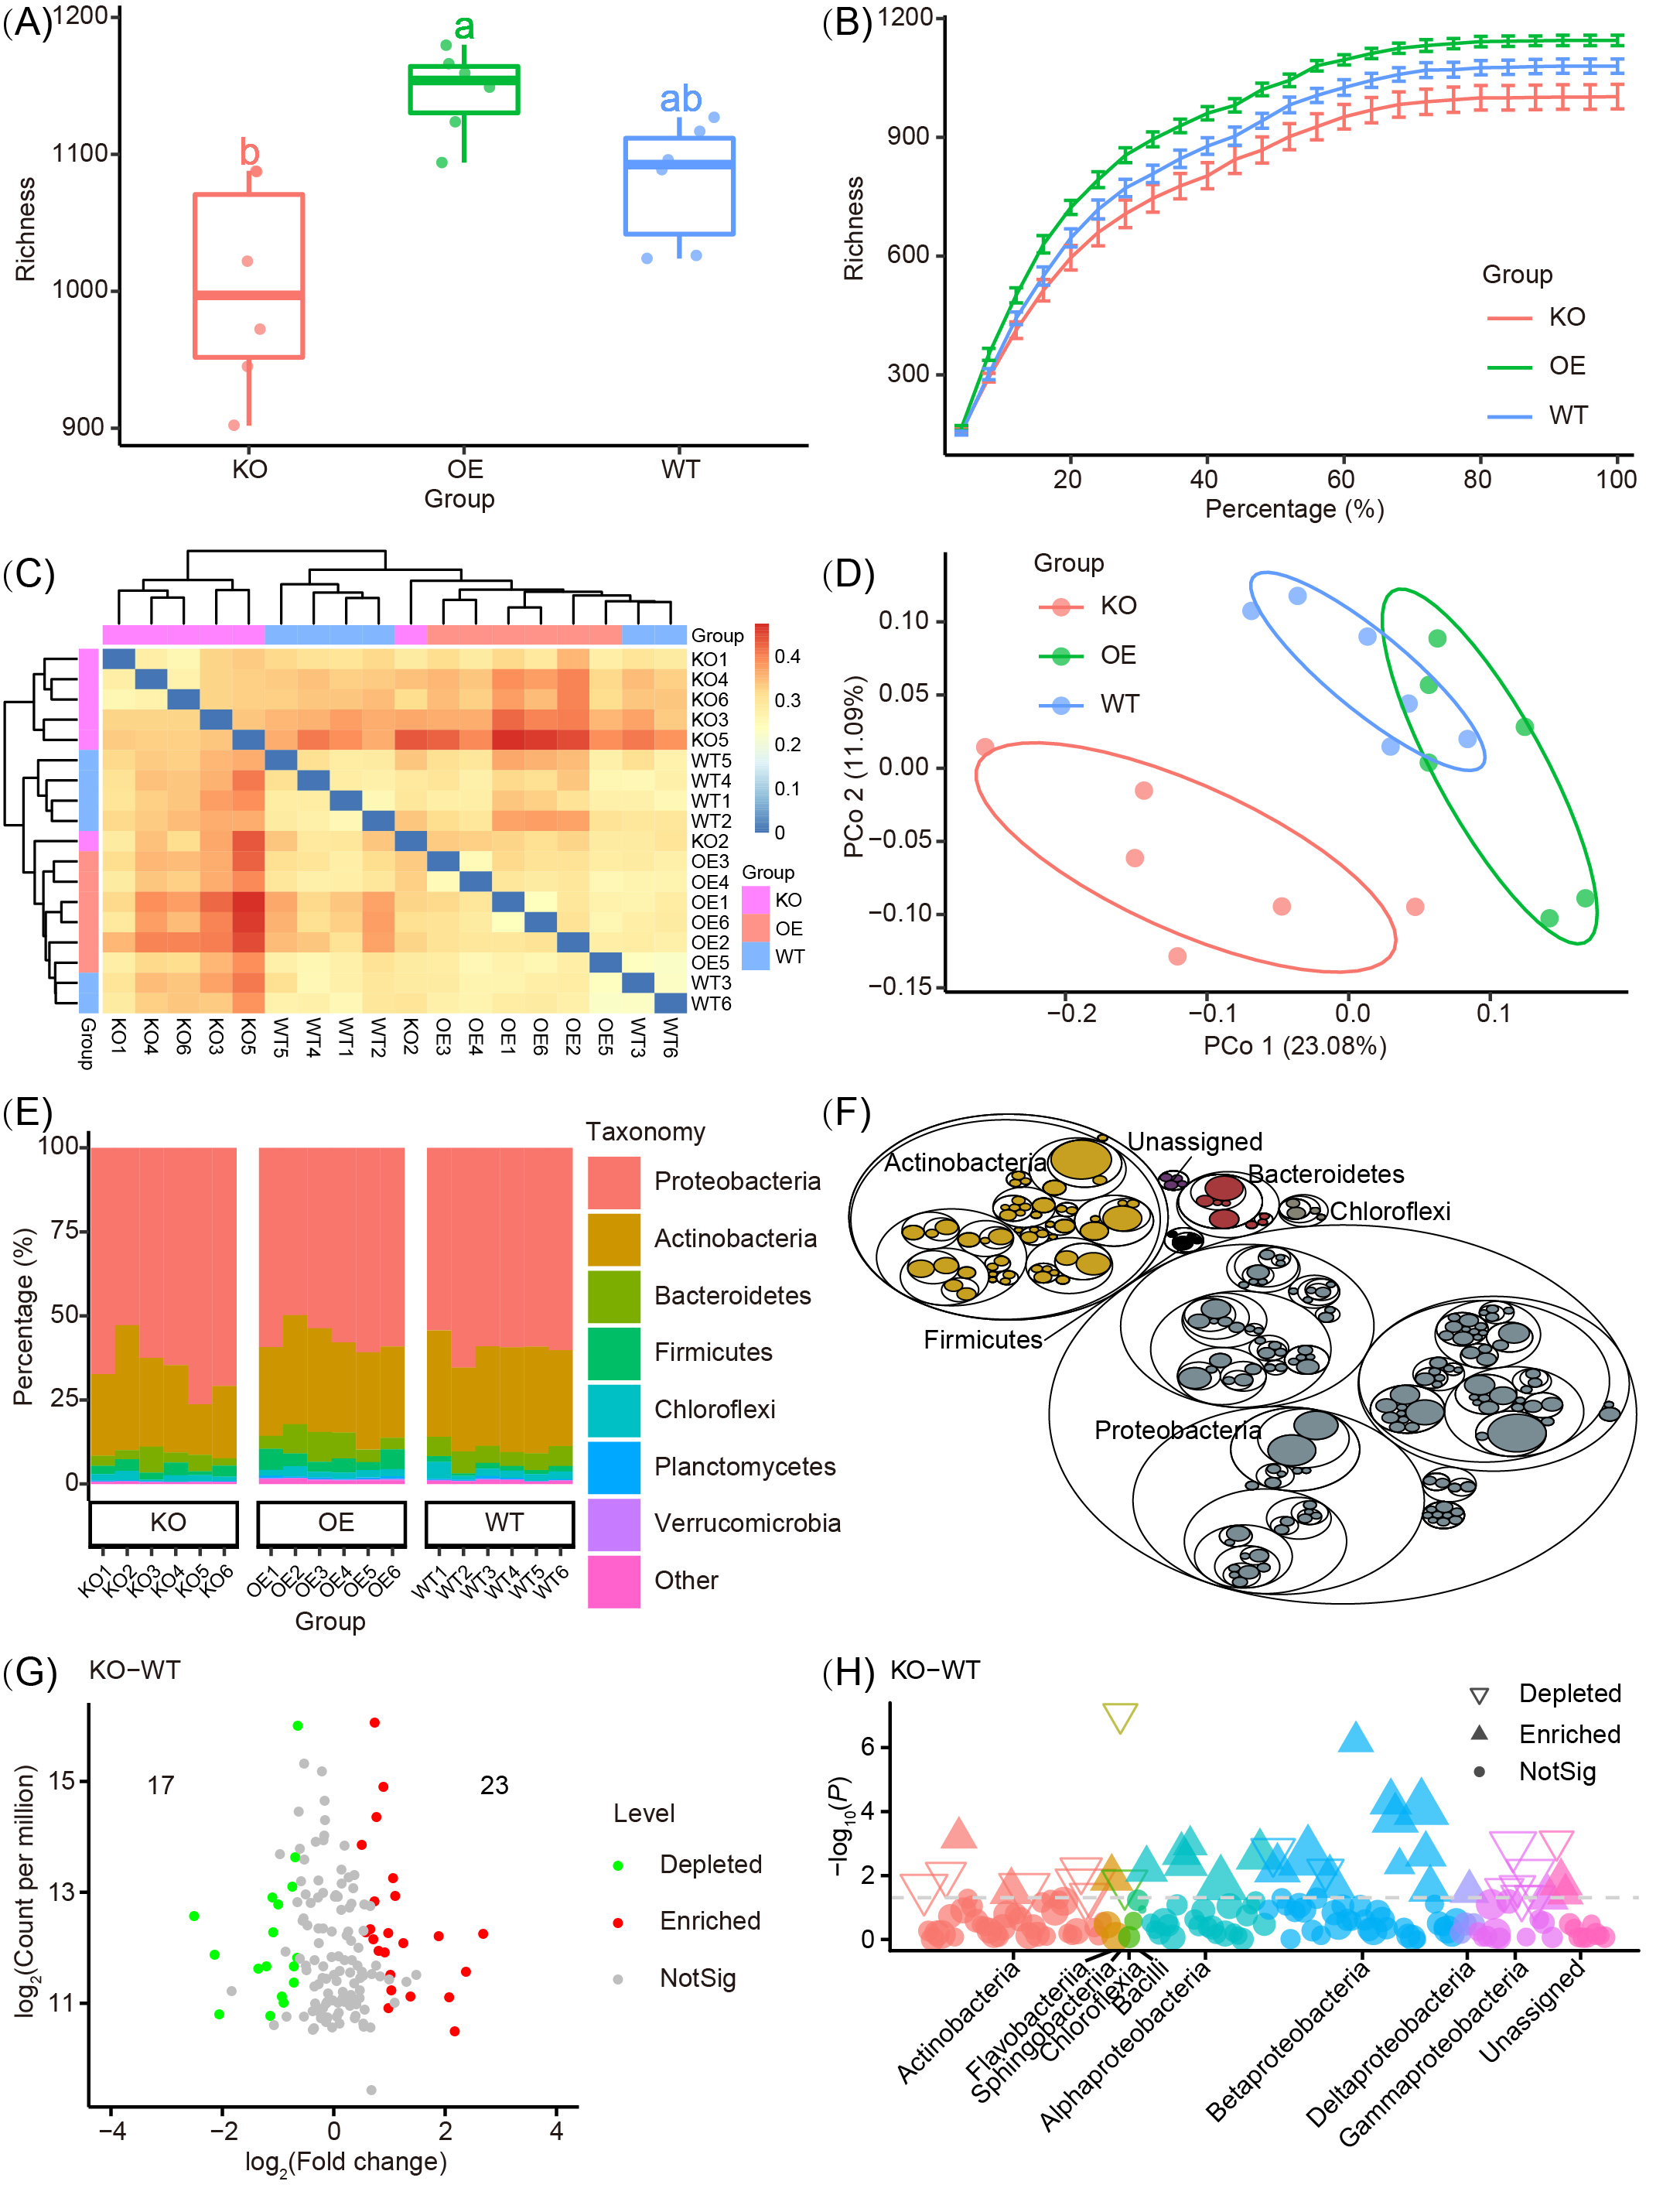 (A)
1200
1100
1000
900
Richness
b
a
ab
KO
OE
WT
Group
(B)
1200
900
600
300
Richness
Group
KO
OE
WT
20
40
60
80
100
Percentage (%)
(C)
Group
KO1
KO4
KO6
KO3
KO5
WT5
WT4
WT1
WT2
KO2
OE3
OE4
OE1
OE6
OE2
OE5
WT3
WT6
0.4
0.3
0.2
0.1
0
Group
KO
OE
WT
Group
KO1
KO4
KO6
KO3
KO5
WT5
WT4
WT1
WT2
KO2
OE3
OE4
OE1
OE6
OE2
OE5
WT3
WT6
(D)
Group
KO
OE
WT
0.10
0.05
0.00
−0.05
−0.10
−0.15
PCo 2 (11.09%)
−0.2
−0.1
0.0
0.1
PCo 1 (23.08%)
(E)
100
75
50
25
0
Percentage (%)
KO
OE
WT
KO1
KO2
KO3
KO4
KO5
KO6
OE1
OE2
OE3
OE4
OE5
OE6
WT1
WT2
WT3
WT4
WT5
WT6
Group
Taxonomy
Proteobacteria
Actinobacteria
Bacteroidetes
Firmicutes
Chloroflexi
Planctomycetes
Verrucomicrobia
Other
(F)
Unassigned
Actinobacteria
Bacteroidetes
Chloroflexi
Firmicutes
Proteobacteria
(G)
KO−WT
17
23
15
13
11
log2(Count per million)
−4
−2
0
2
4
log2(Fold change)
Level
Depleted
Enriched
NotSig
(H)
KO−WT
Depleted
Enriched
NotSig
6
4
2
0
−log10(P)
Actinobacteria
Flavobacteriia
Sphingobacteriia
Chloroflexia
Bacilli
Alphaproteobacteria
Betaproteobacteria
Deltaproteobacteria
Gammaproteobacteria
Unassigned